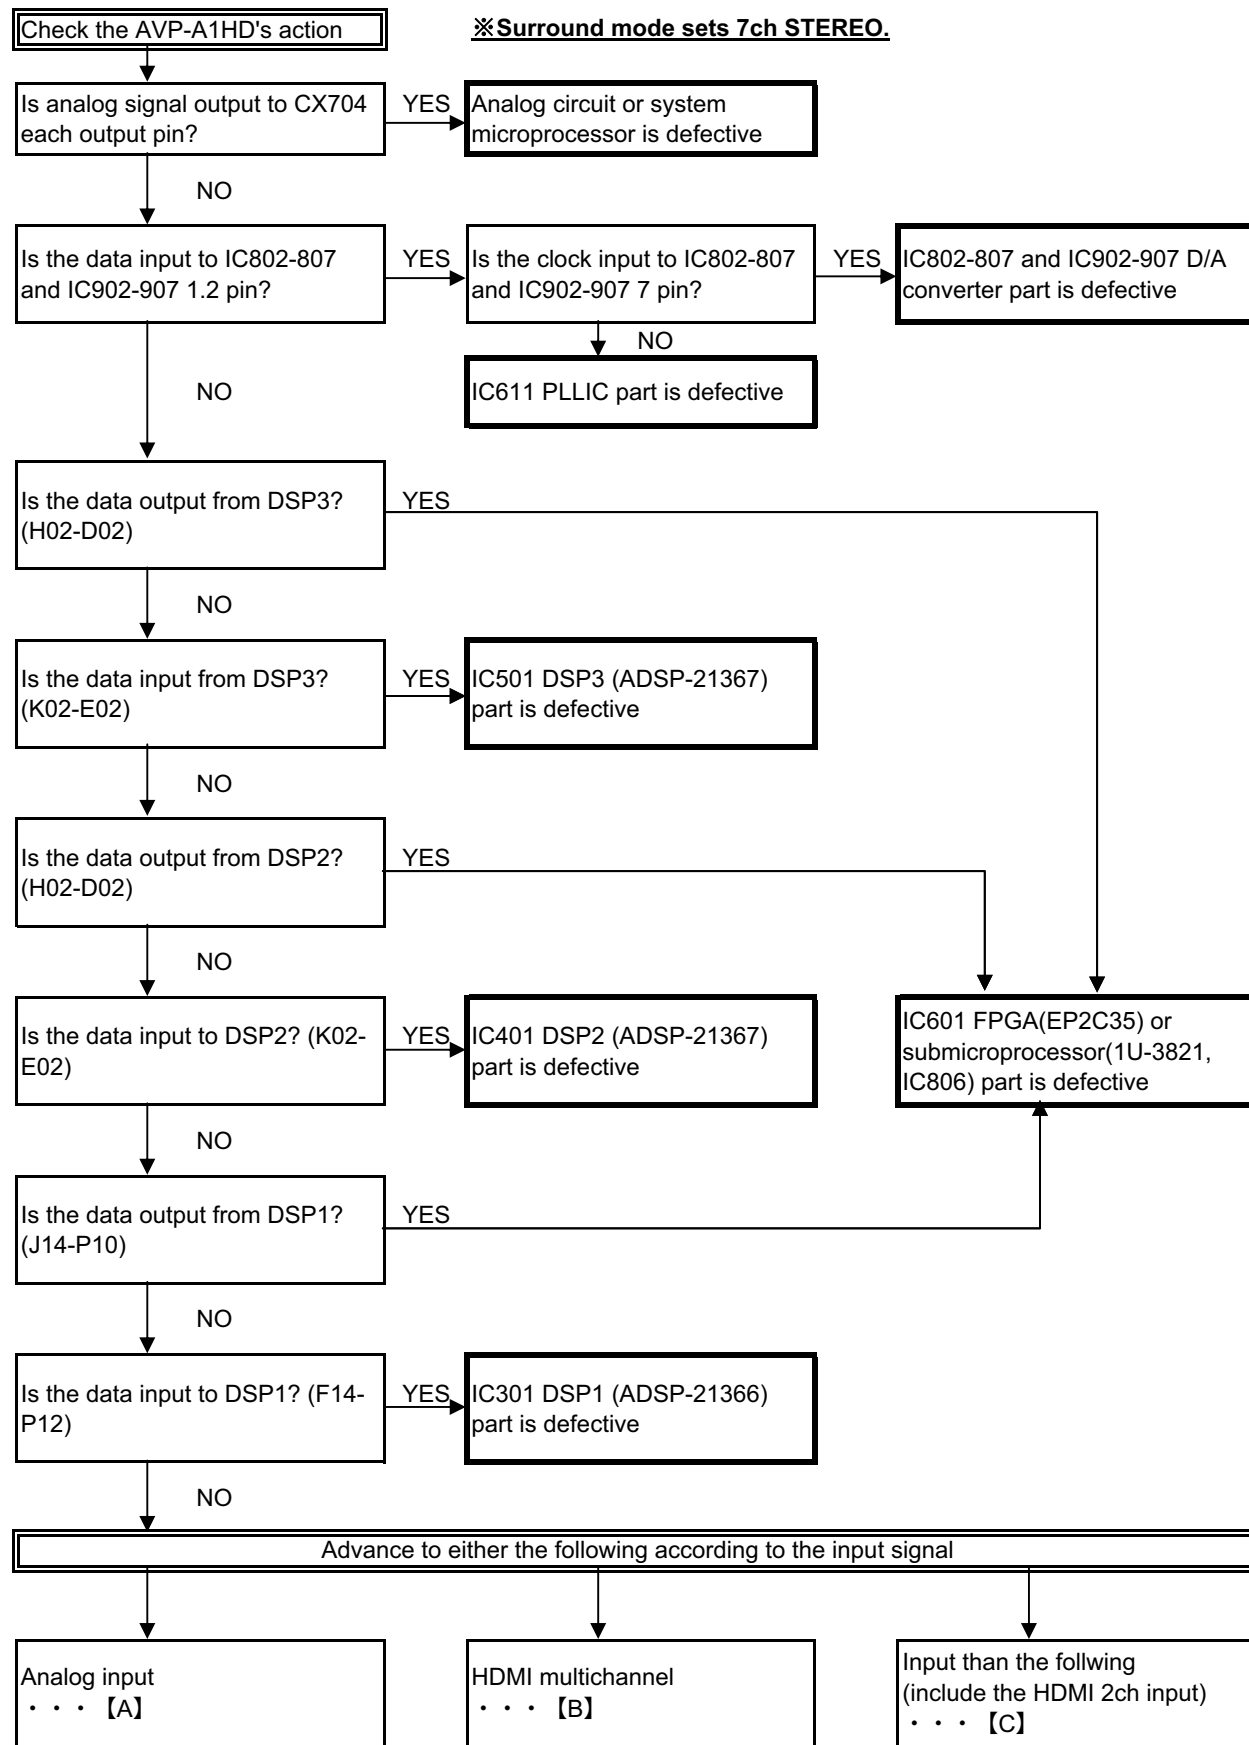 Check the AVP-A1HD's action
※Surround mode sets 7ch STEREO.
Is analog signal output to CX704
each output pin?
YES
Analog circuit or system
microprocessor is defective
NO
Is the data input to IC802-807
and IC902-907 1.2 pin?
YES
Is the clock input to IC802-807
and IC902-907 7 pin?
YES
IC802-807 and IC902-907 D/A
converter part is defective
NO
IC611 PLLIC part is defective
NO
Is the data output from DSP3?
(H02-D02)
YES
NO
Is the data input from DSP3?
(K02-E02)
YES
IC501 DSP3 (ADSP-21367)
part is defective
NO
Is the data output from DSP2?
(H02-D02)
YES
NO
Is the data input to DSP2? (K02-
E02)
YES
IC401 DSP2 (ADSP-21367)
part is defective
IC601 FPGA(EP2C35) or
submicroprocessor(1U-3821,
IC806) part is defective
NO
Is the data output from DSP1?
(J14-P10)
YES
NO
Is the data input to DSP1? (F14-
P12)
YES
IC301 DSP1 (ADSP-21366)
part is defective
NO
Advance to either the following according to the input signal
Analog input
・・・【A】
HDMI multichannel
・・・【B】
Input than the follwing
(include the HDMI 2ch input)
・・・【C】